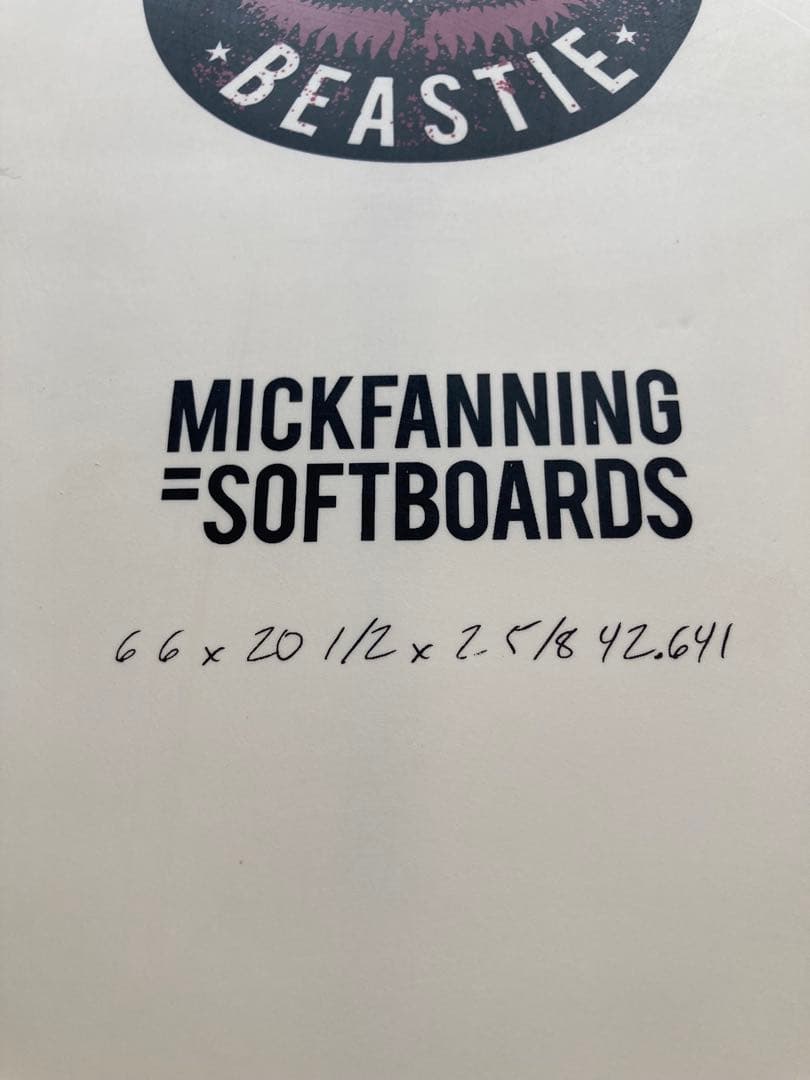 ★ BEASTIE ★
MICKFANNING
=SOFTBOARDS
6 6 x 20 1/2 x 2 5/8 42.641